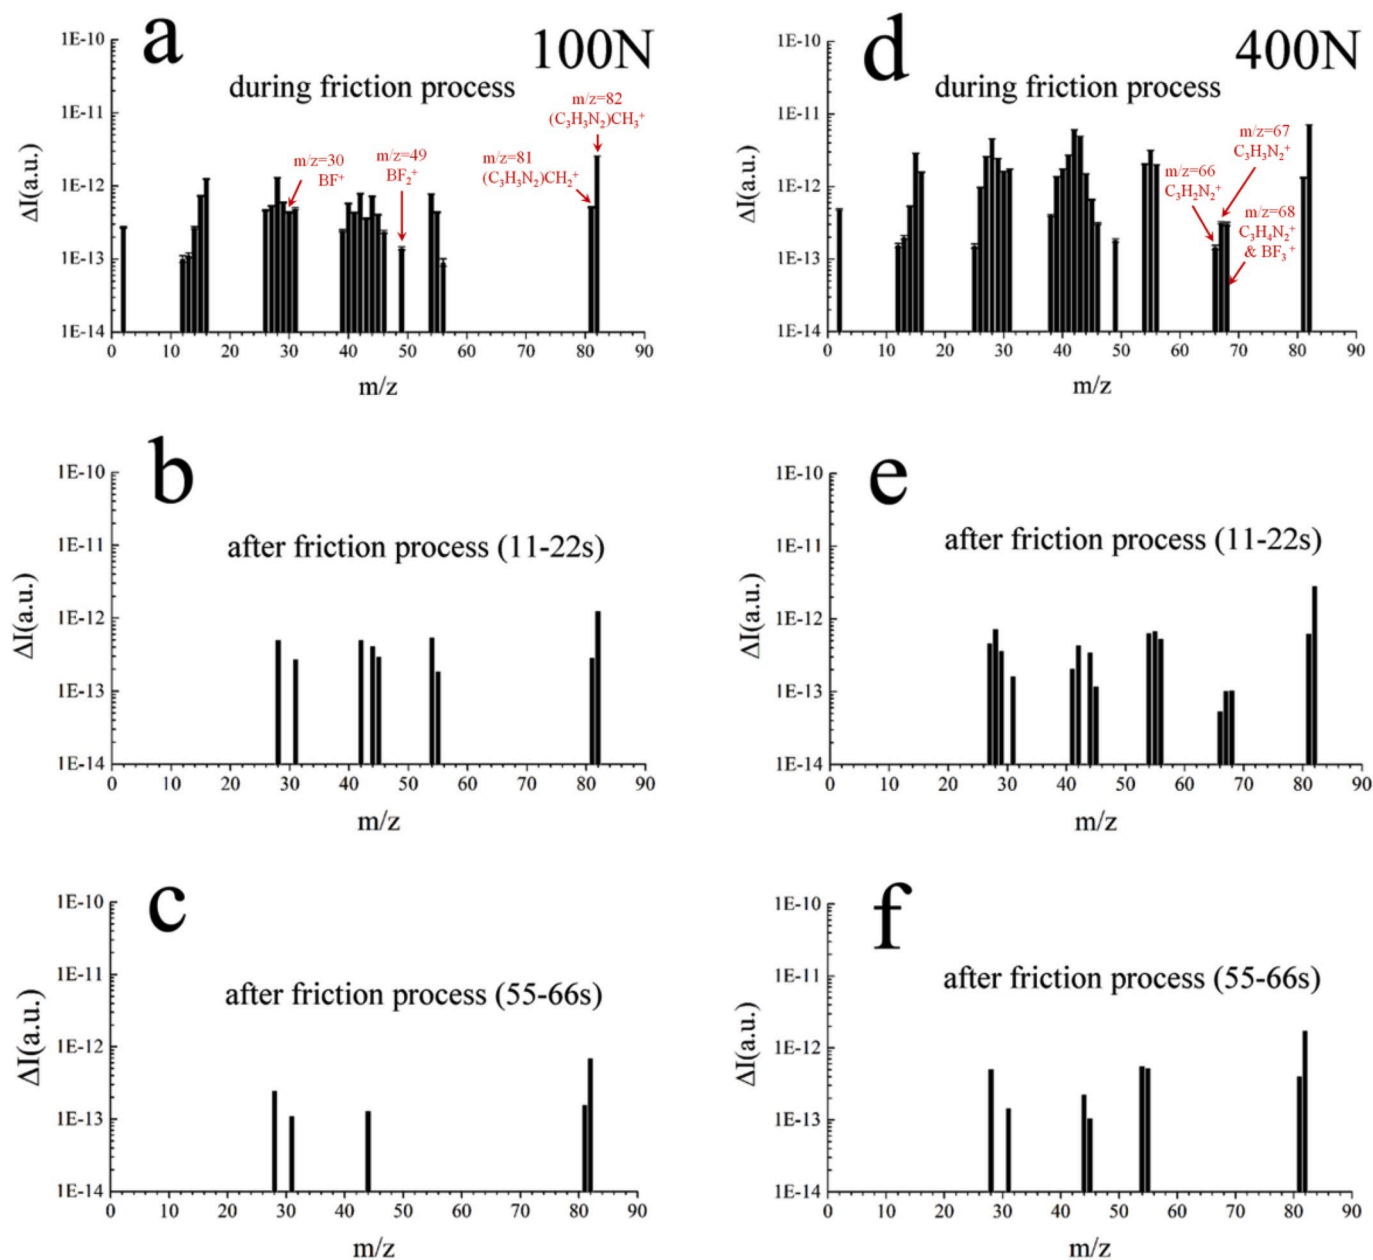 a
100N
during friction process
m/z=82
(C₃H₃N₂)CH₃⁺
m/z=81
(C₃H₃N₂)CH₂⁺
m/z=49
BF₂⁺
m/z=30
BF⁺
1E-10
1E-11
1E-12
1E-13
1E-14
ΔI(a.u.)
0 10 20 30 40 50 60 70 80 90
m/z
d
400N
during friction process
m/z=67
C₃H₃N₂⁺
m/z=66
C₃H₂N₂⁺
m/z=68
C₃H₄N₂⁺
& BF₃⁺
1E-10
1E-11
1E-12
1E-13
1E-14
ΔI(a.u.)
0 10 20 30 40 50 60 70 80 90
m/z
b
after friction process (11-22s)
1E-10
1E-11
1E-12
1E-13
1E-14
ΔI(a.u.)
0 10 20 30 40 50 60 70 80 90
m/z
e
after friction process (11-22s)
1E-10
1E-11
1E-12
1E-13
1E-14
ΔI(a.u.)
0 10 20 30 40 50 60 70 80 90
m/z
c
after friction process (55-66s)
1E-10
1E-11
1E-12
1E-13
1E-14
ΔI(a.u.)
0 10 20 30 40 50 60 70 80 90
m/z
f
after friction process (55-66s)
1E-10
1E-11
1E-12
1E-13
1E-14
ΔI(a.u.)
0 10 20 30 40 50 60 70 80 90
m/z